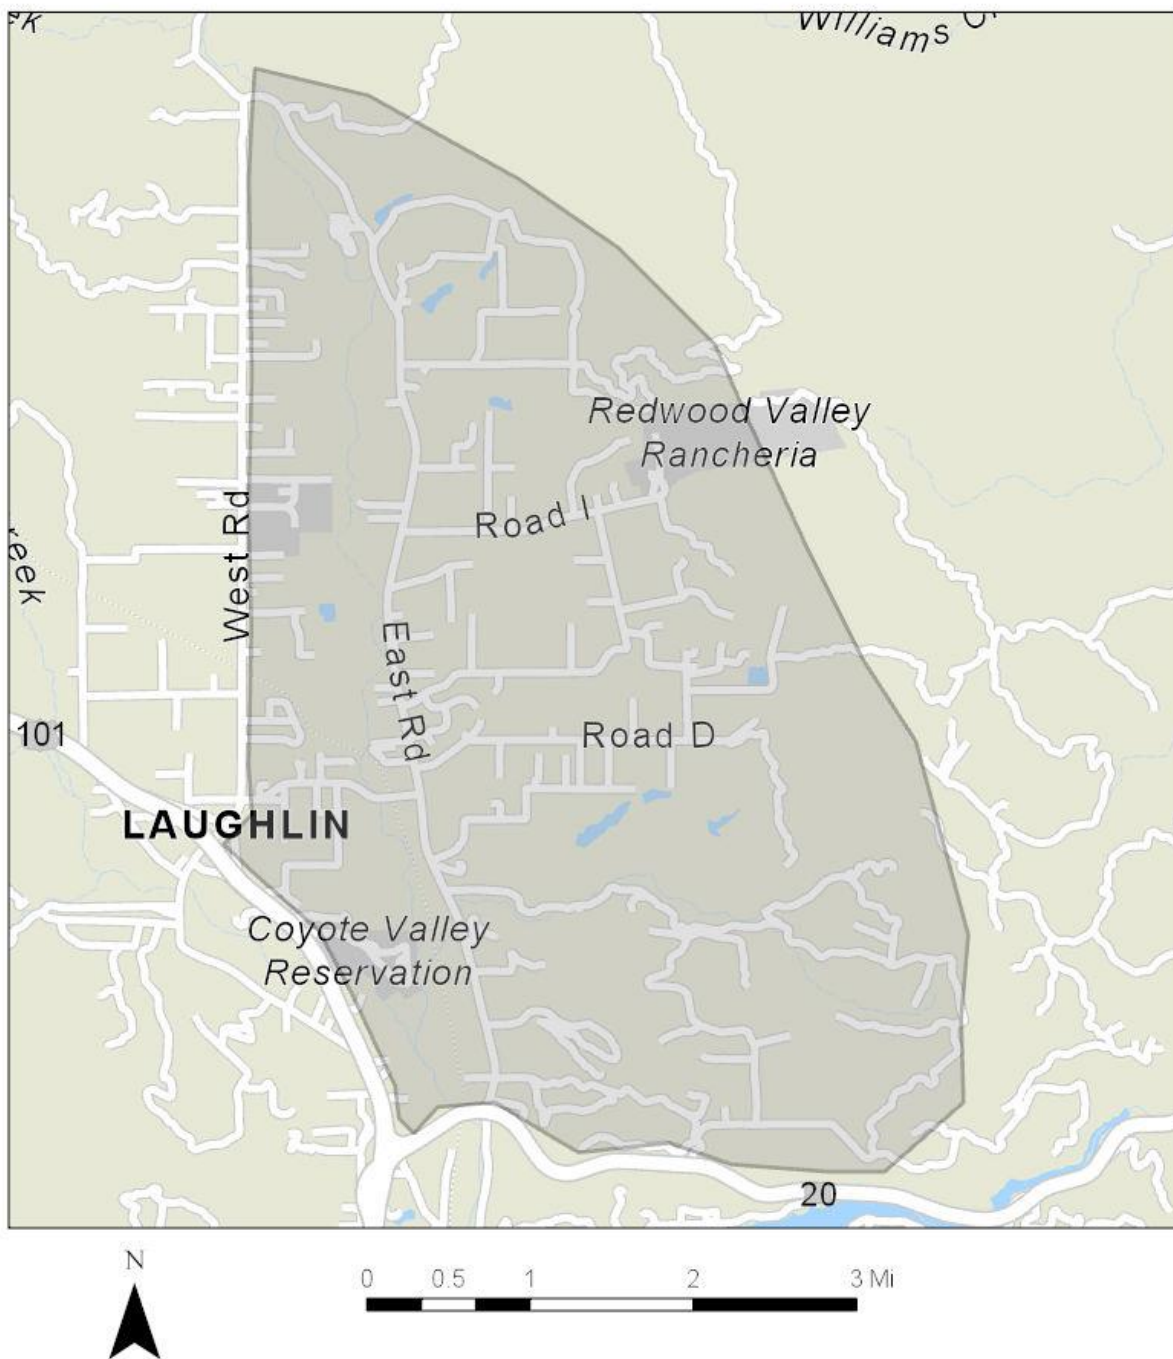 Williams
Redwood Valley
Rancheria
Road I
West Rd
reek
East Rd
Road D
101
LAUGHLIN
Coyote Valley
Reservation
20
N
0 0.5 1 2 3 Mi